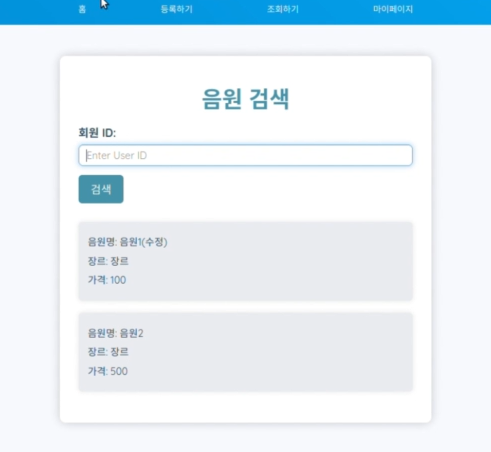 홈 등록하기 조회하기 마이페이지
음원 검색
회원 ID:
Enter User ID
검색
음원명: 음원1(수정)
장르: 장르
가격: 100
음원명: 음원2
장르: 장르
가격: 500